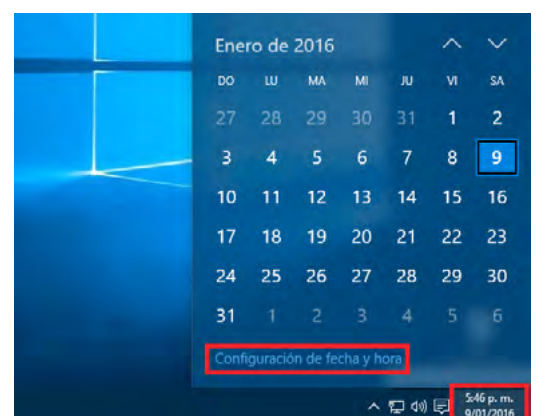 Enero de 2016
DO LU MA MI JU VI SA
27 28 29 30 31 1 2
3 4 5 6 7 8 9
10 11 12 13 14 15 16
17 18 19 20 21 22 23
24 25 26 27 28 29 30
31 1 2 3 4 5 6
Configuración de fecha y hora
5:46 p. m.
9/01/2016